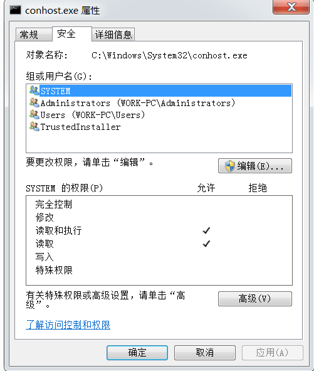 conhost.exe 属性
常规 安全 详细信息
对象名称: C:\Windows\System32\conhost.exe
组或用户名(G):
SYSTEM
Administrators (WORK-PC\Administrators)
Users (WORK-PC\Users)
TrustedInstaller
要更改权限，请单击“编辑”。 编辑(E)...
SYSTEM 的权限(P) 允许 拒绝
完全控制
修改
读取和执行
读取
写入
特殊权限
有关特殊权限或高级设置，请单击“高
级”。 高级(V)
了解访问控制和权限
确定 取消 应用(A)